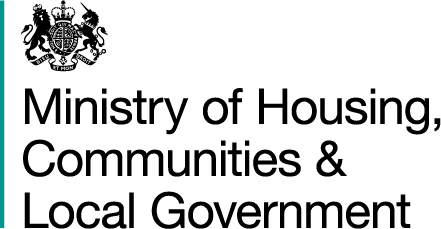 Ministry of Housing,
Communities &
Local Government